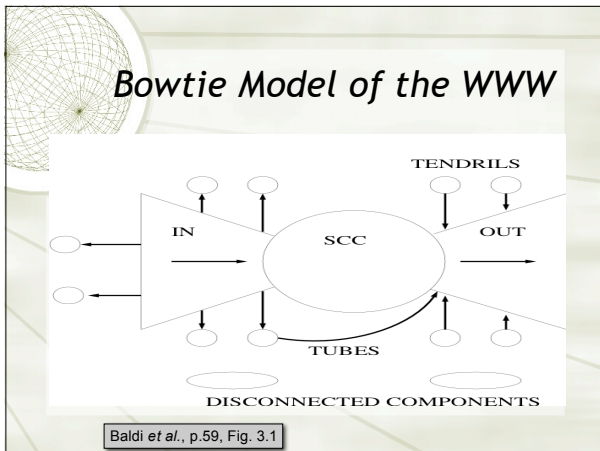 Bowtie Model of the WWW
TENDRILS
IN
SCC
OUT
TUBES
DISCONNECTED COMPONENTS
Baldi et al., p.59, Fig. 3.1